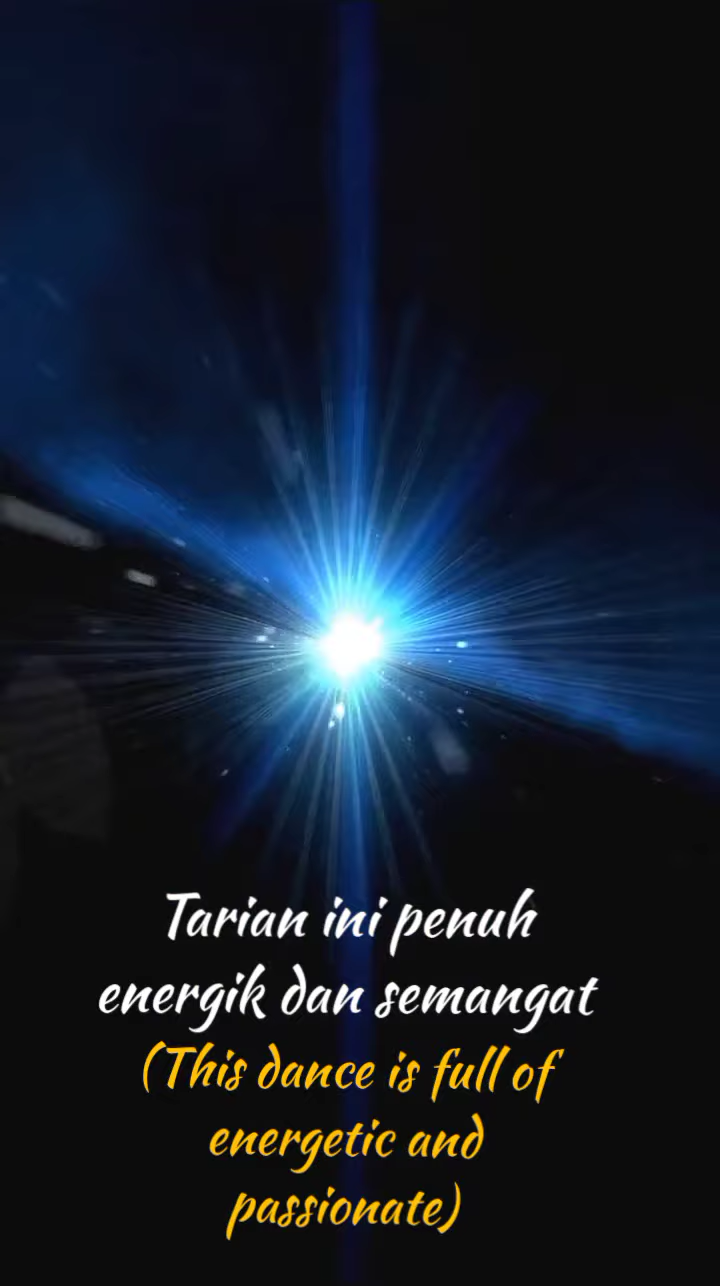 Tarian ini penuh
energik dan semangat
(This dance is full of
energetic and
passionate)